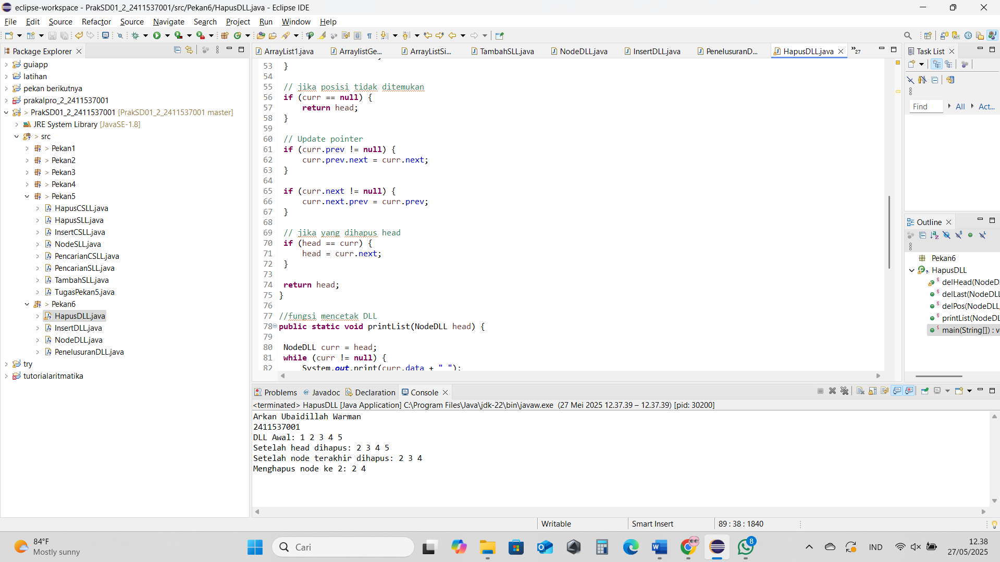 eclipse-workspace - PrakSD01_2_2411537001/src/Pekan6/HapusDLL.java - Eclipse IDE
File Edit Source Refactor Source Navigate Search Project Run Window Help
Package Explorer
guiapp
latihan
pekan berikutnya
prakalpro_2_2411537001
> PrakSD01_2_2411537001 [PrakSD01_2_2411537001 master]
JRE System Library [JavaSE-1.8]
> src
> Pekan1
> Pekan2
> Pekan3
> Pekan4
> Pekan5
HapusCSLL.java
HapusSLL.java
InsertCSLL.java
NodeSLL.java
PencarianCSLL.java
PencarianSLL.java
TambahSLL.java
TugasPekan5.java
> Pekan6
HapusDLL.java
InsertDLL.java
NodeDLL.java
PenelusuranDLL.java
try
tutorialaritmatika
ArrayList1.java ArraylistGe... ArrayListSi... TambahSLL.java NodeDLL.java InsertDLL.java PenelusuranD... HapusDLL.java »27
53 }
54
55 // jika posisi tidak ditemukan
56 if (curr == null) {
57 return head;
58 }
59
60 // Update pointer
61 if (curr.prev != null) {
62 curr.prev.next = curr.next;
63 }
64
65 if (curr.next != null) {
66 curr.next.prev = curr.prev;
67 }
68
69 // jika yang dihapus head
70 if (head == curr) {
71 head = curr.next;
72 }
73
74 return head;
75 }
76
77 //fungsi mencetak DLL
78 public static void printList(NodeDLL head) {
79
80 NodeDLL curr = head;
81 while (curr != null) {
82 System.out.print(curr.data + " ");
Task List
Find All Act...
Outline
Pekan6
HapusDLL
delHead(NodeD
delLast(NodeDLL
delPos(NodeDLL,
printList(NodeDL
main(String[]) : v
Problems Javadoc Declaration Console
<terminated> HapusDLL [Java Application] C:\Program Files\Java\jdk-22\bin\javaw.exe (27 Mei 2025 12.37.39 – 12.37.39) [pid: 30200]
Arkan Ubaidillah Warman
2411537001
DLL Awal: 1 2 3 4 5
Setelah head dihapus: 2 3 4 5
Setelah node terakhir dihapus: 2 3 4
Menghapus node ke 2: 2 4
Writable Smart Insert 89 : 38 : 1840
84°F
Mostly sunny
Cari
8
IND
12.38
27/05/2025